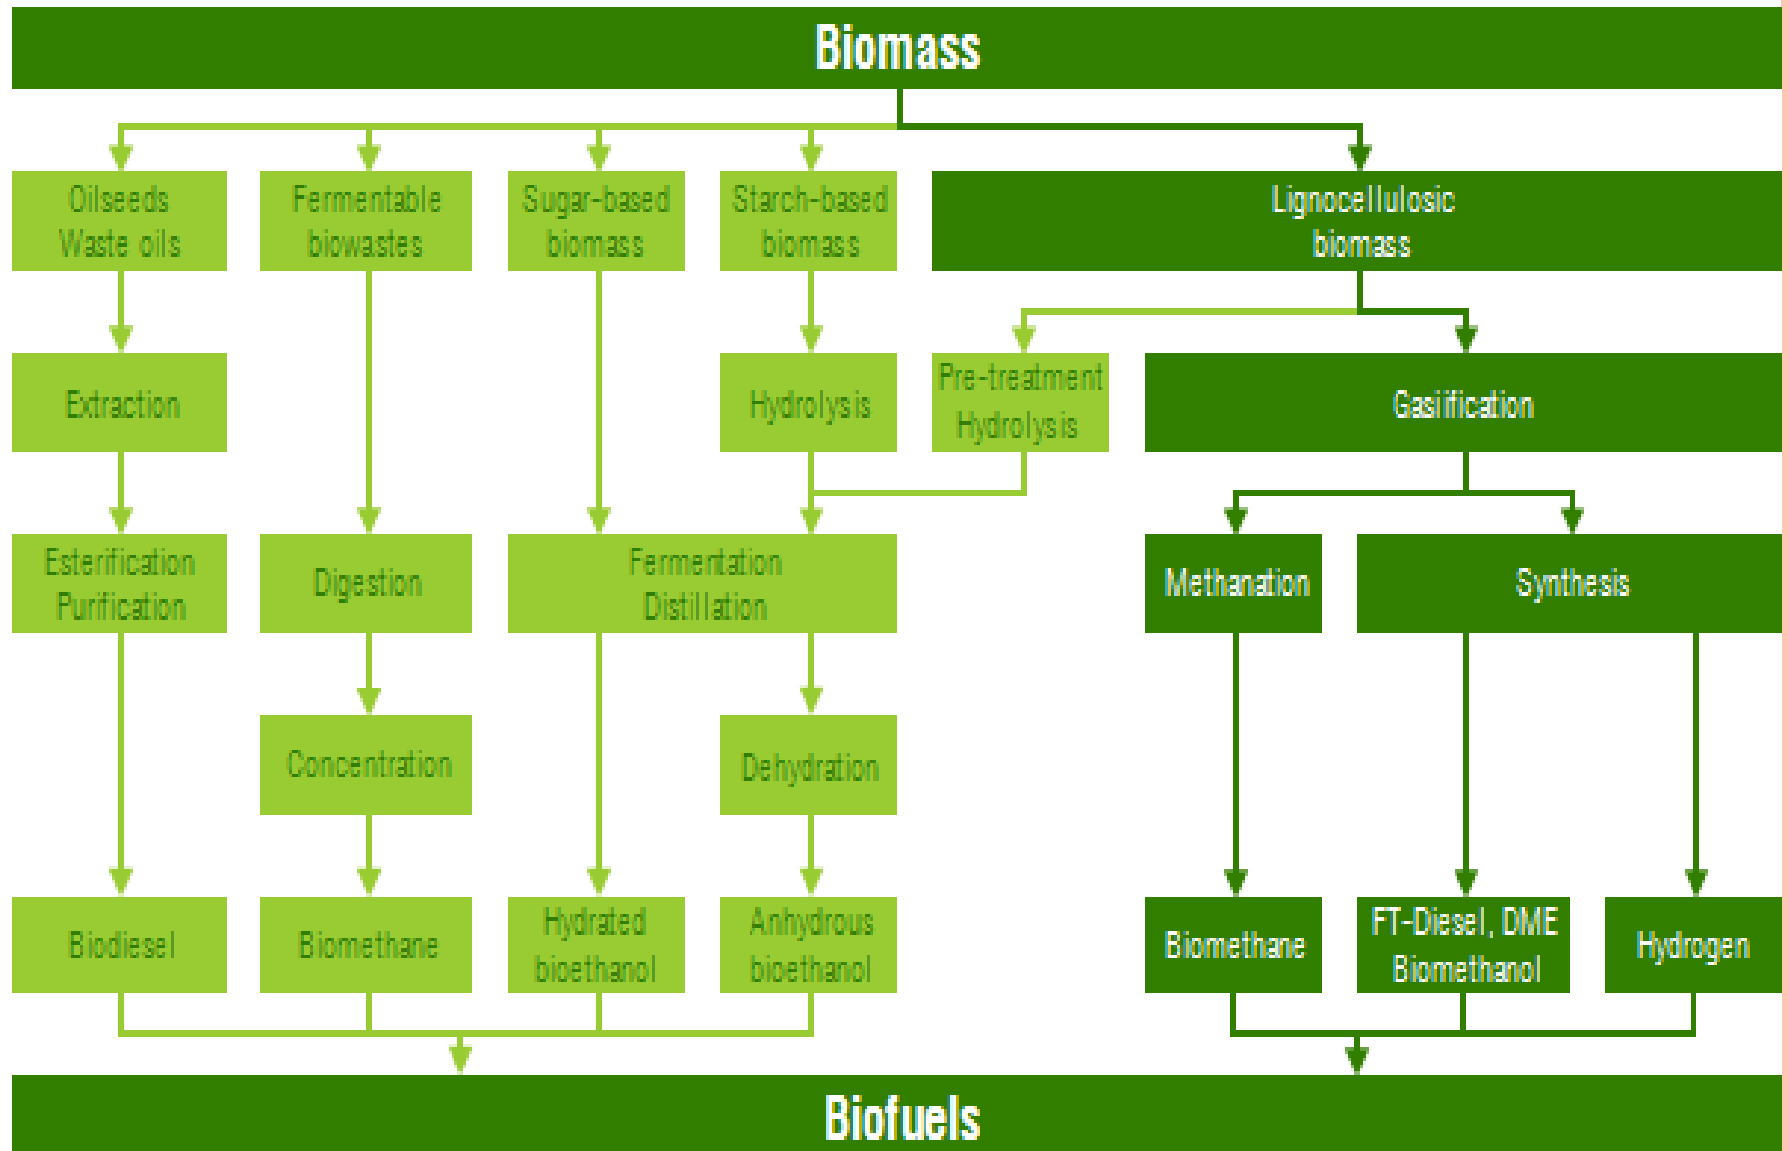 Biomass
Oilseeds
Waste oils
Fermentable
biowastes
Sugar-based
biomass
Starch-based
biomass
Lignocellulosic
biomass
Extraction
Hydrolysis
Pre-treatment
Hydrolysis
Gasiification
Esterification
Purification
Digestion
Fermentation
Distillation
Methanation
Synthesis
Concentration
Dehydration
Biodiesel
Biomethane
Hydrated
bioethanol
Anhydrous
bioethanol
Biomethane
FT-Diesel, DME
Biomethanol
Hydrogen
Biofuels